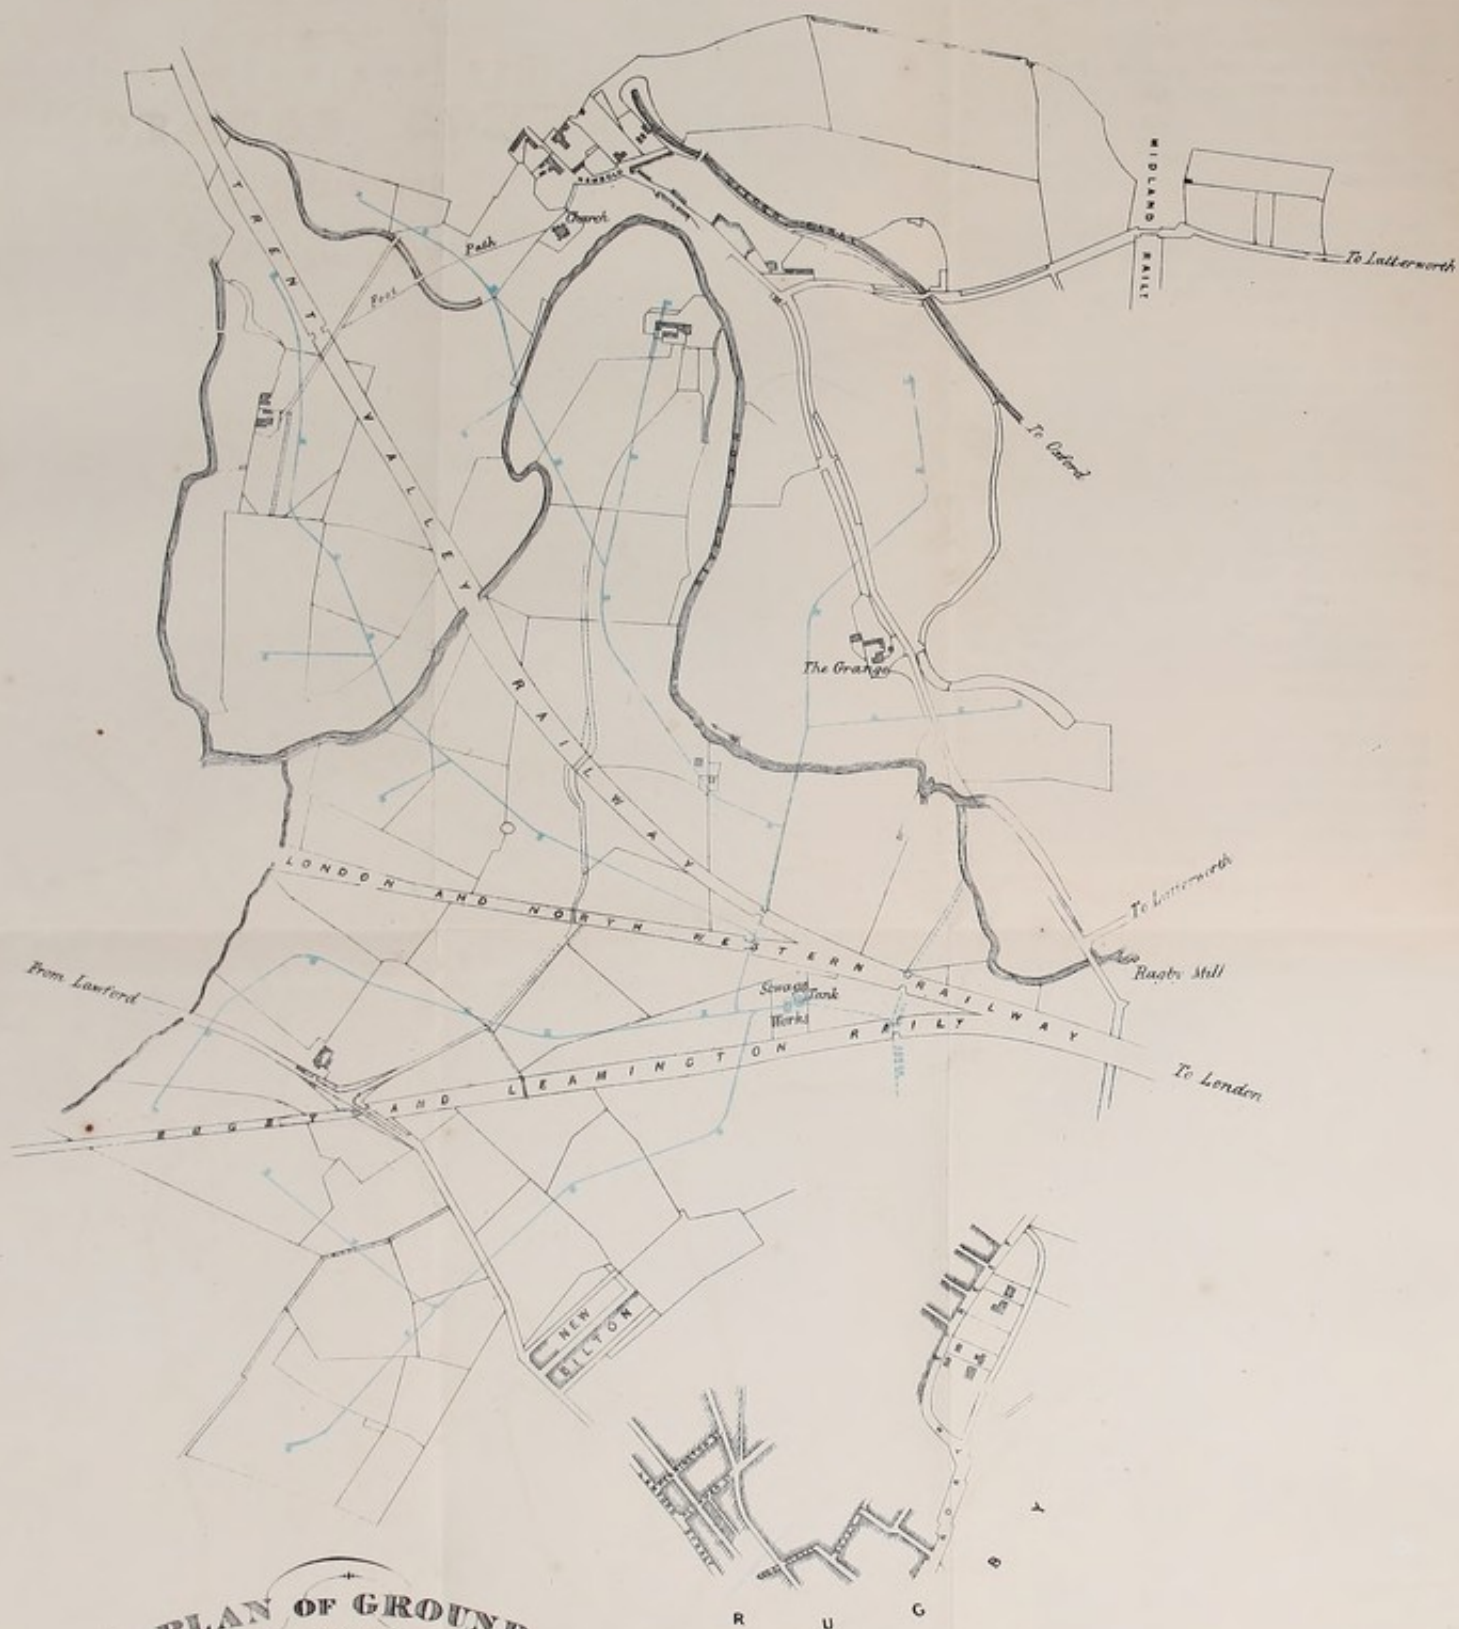 MIDLAND RAILY
To Lutterworth
NEWBOLD
Church
Path
Foot
TRENT VALLEY RAILWAY
To Oxford
The Grange
LONDON AND NORTH WESTERN RAILWAY
To Lutterworth
Rugby Mill
From Lawford
Sewage Tank
Works
RUGBY AND LEAMINGTON RAILY
To London
NEW
BILTON
RUGBY
PLAN OF GROUND